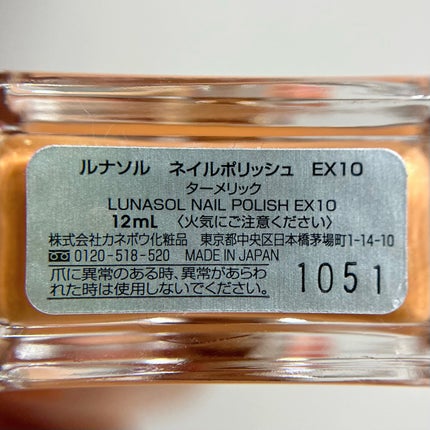 ルナソル ネイルポリッシュ EX10
ターメリック
LUNASOL NAIL POLISH EX10
12mL 〈火気にご注意ください〉
株式会社カネボウ化粧品 東京都中央区日本橋茅場町1-14-10
0120-518-520 MADE IN JAPAN
爪に異常のある時、異常があらわ
れた時は使用しないでください。
1051